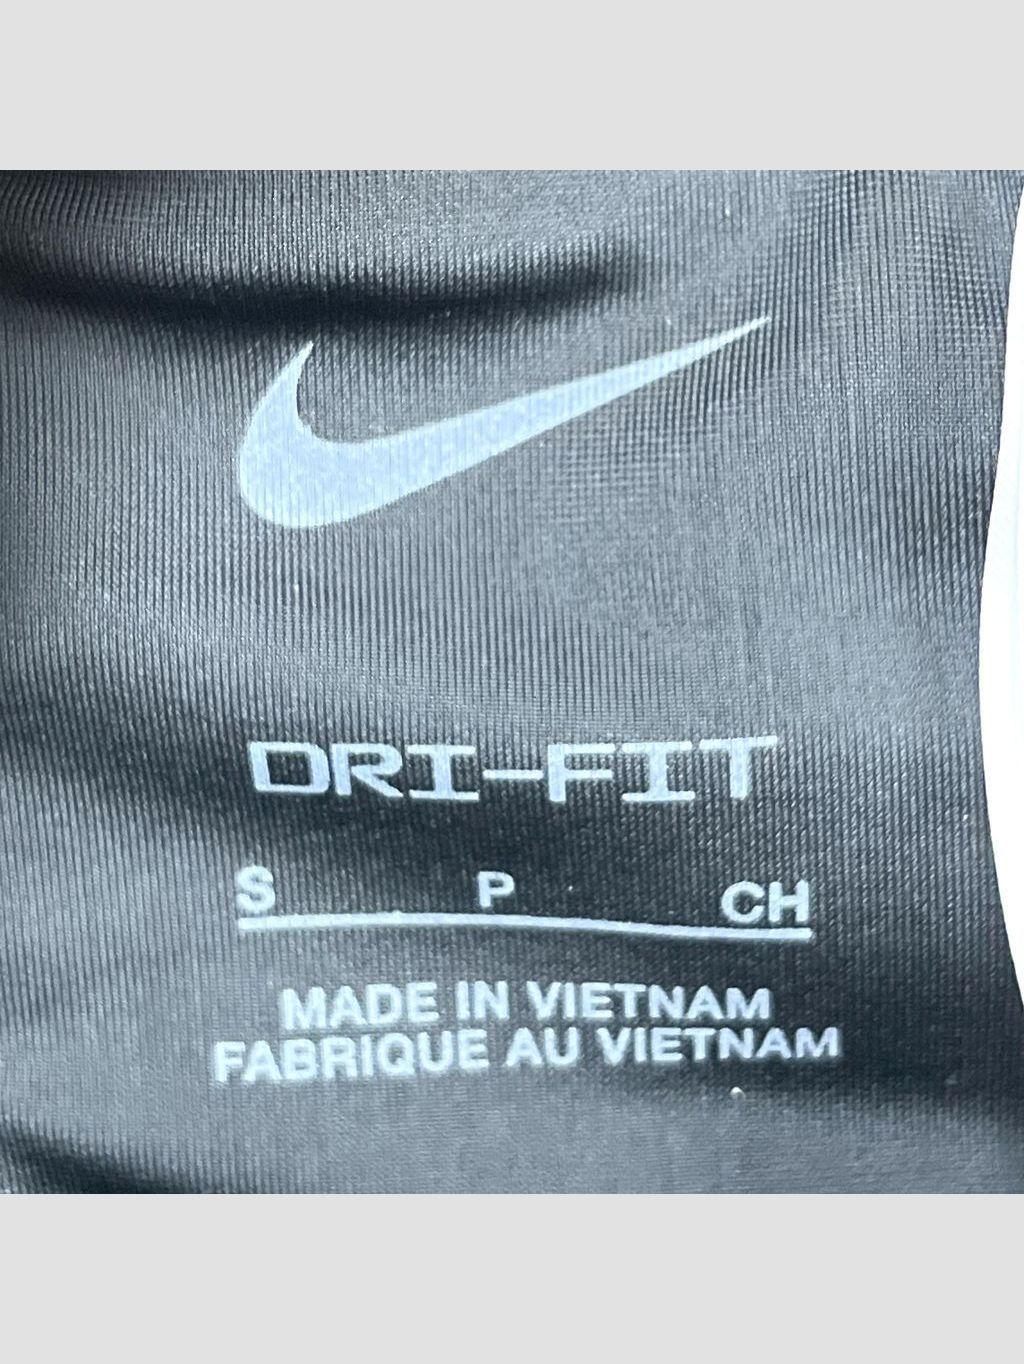 DRI-FIT
S P CH
MADE IN VIETNAM
FABRIQUE AU VIETNAM